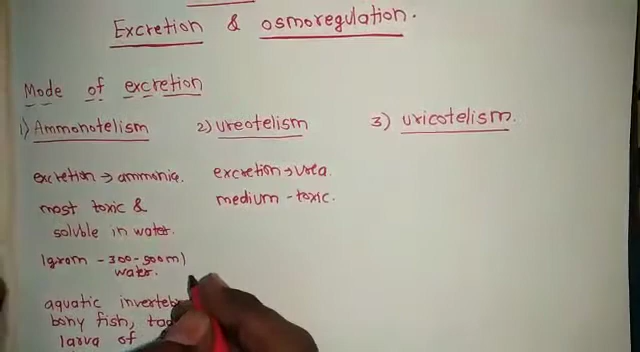 Excretion & osmoregulation.
Mode of excretion
1) Ammonotelism
excretion → ammonia.
most toxic &
soluble in water.
1gram - 300-500ml
water.
aquatic
bony fish,
larva of
2) Ureotelism
excretion → urea.
medium - toxic.
3) Uricotelism.